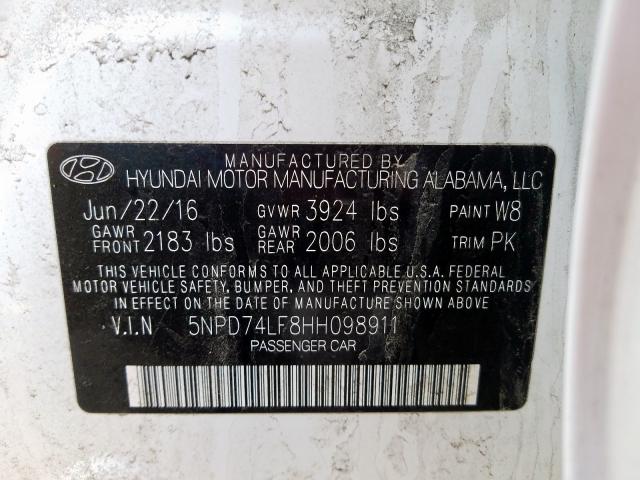 MANUFACTURED BY
HYUNDAI MOTOR MANUFACTURING ALABAMA, LLC
Jun/22/16 GVWR 3924 lbs PAINT W8
GAWR FRONT 2183 lbs GAWR REAR 2006 lbs TRIM PK
THIS VEHICLE CONFORMS TO ALL APPLICABLE U.S.A. FEDERAL
MOTOR VEHICLE SAFETY, BUMPER, AND THEFT PREVENTION STANDARDS
IN EFFECT ON THE DATE OF MANUFACTURE SHOWN ABOVE
V.I.N 5NPD74LF8HH098911
PASSENGER CAR